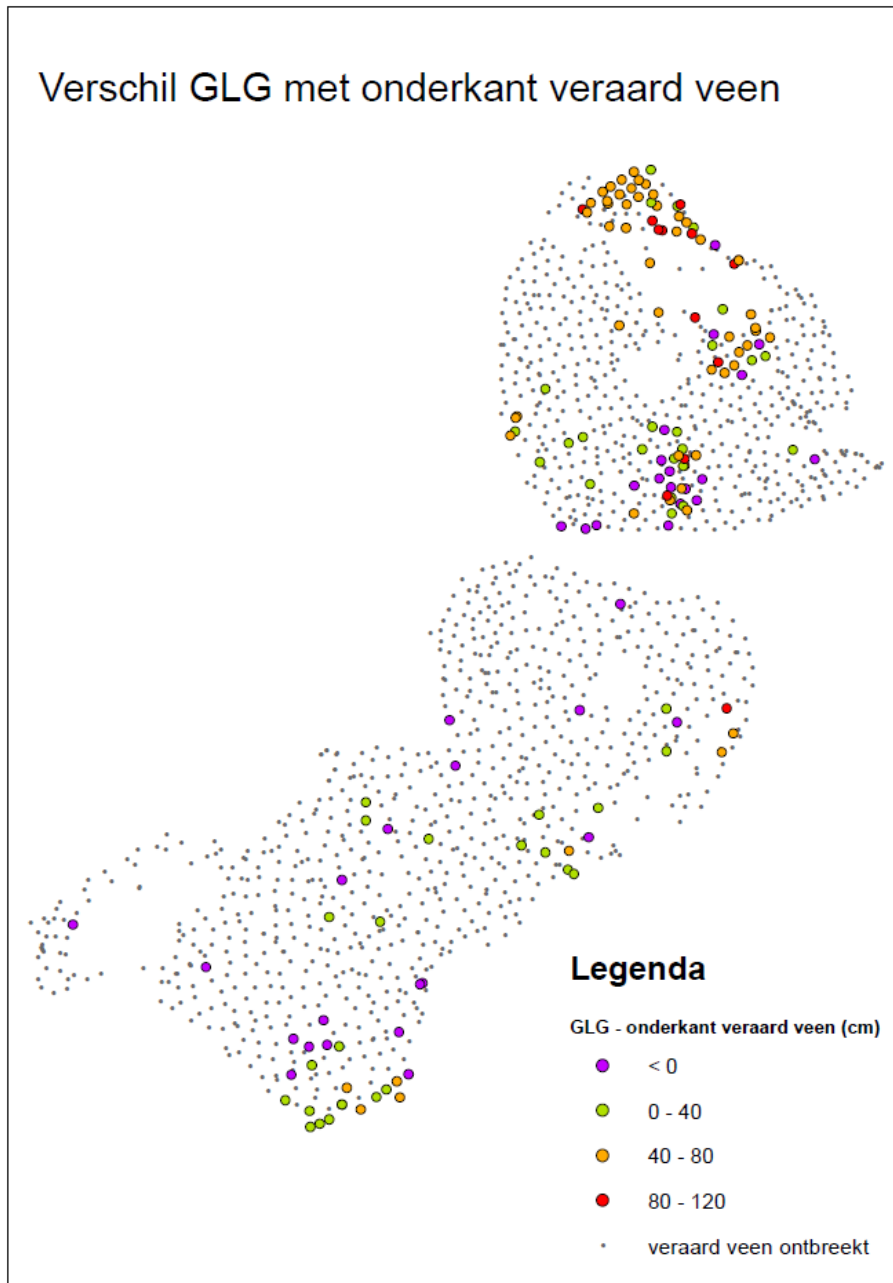 Verschil GLG met onderkant veraard veen
Legenda
GLG - onderkant veraard veen (cm)
< 0
0 - 40
40 - 80
80 - 120
veraard veen ontbreekt